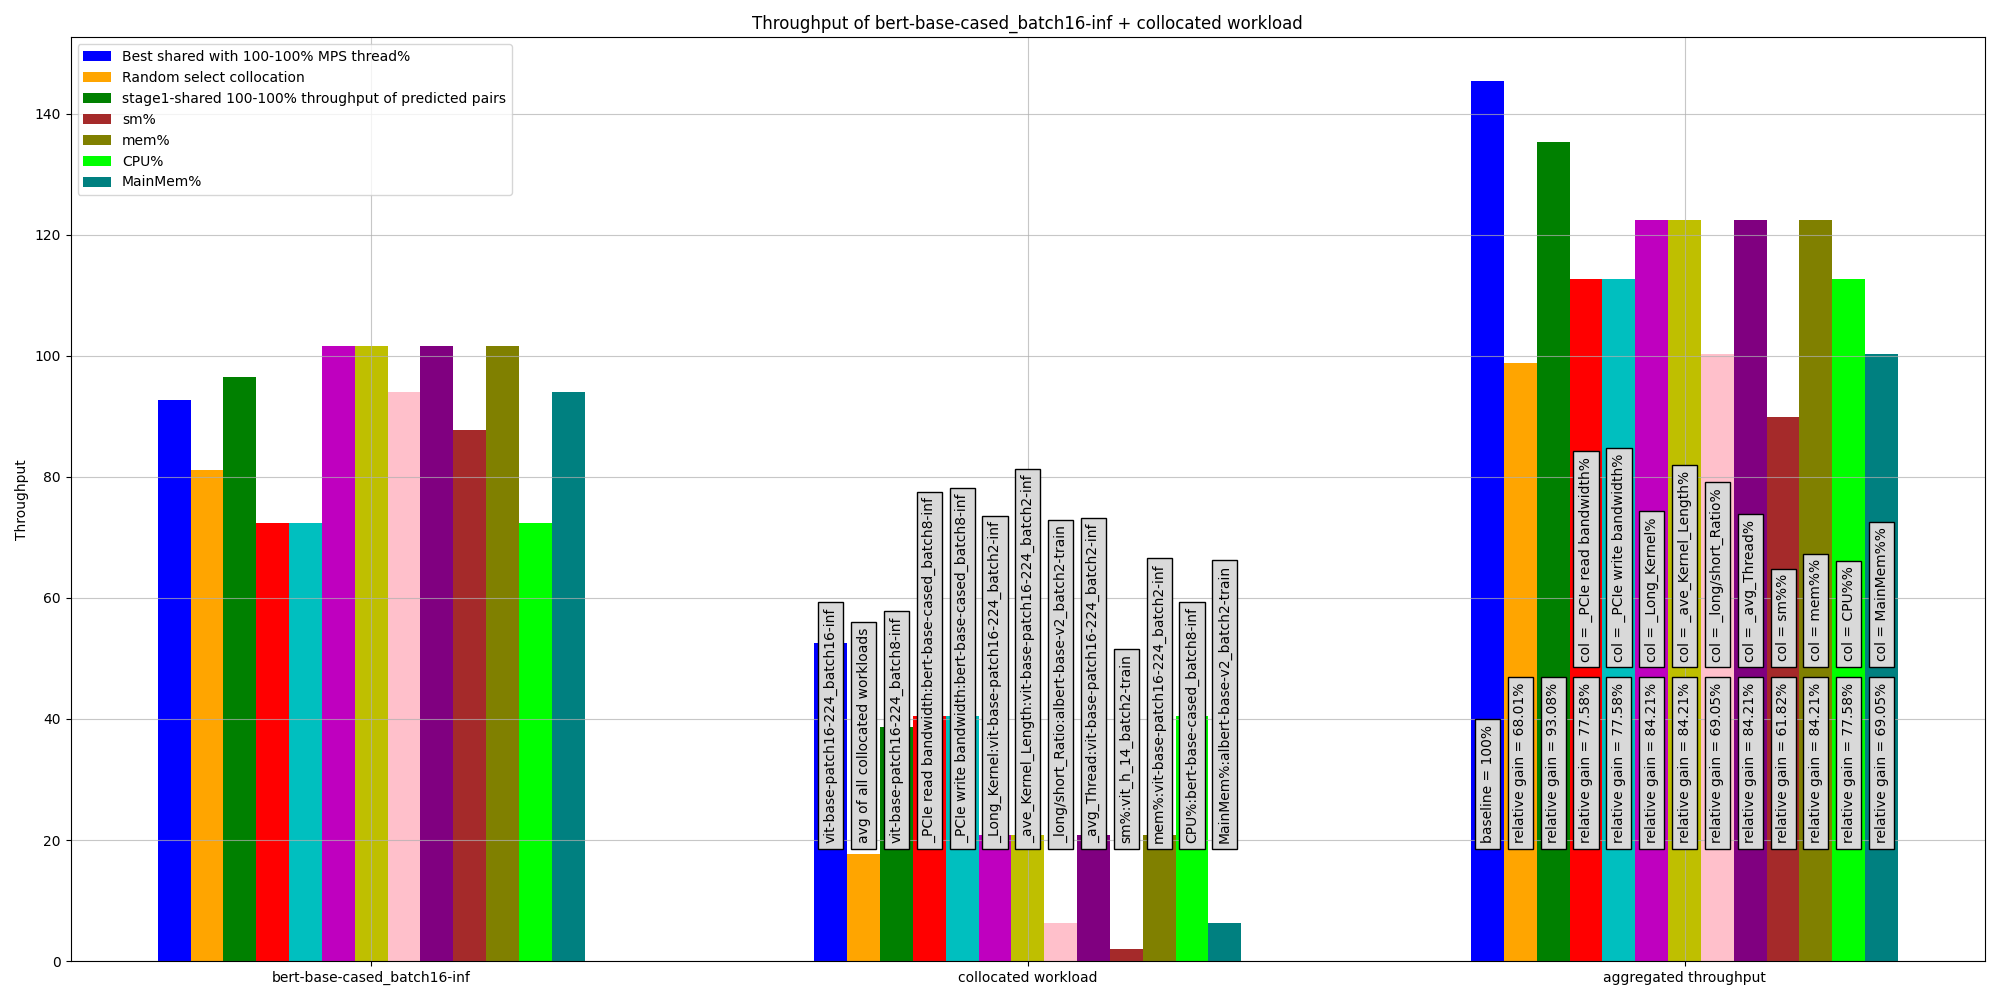 Throughput of bert-base-cased_batch16-inf + collocated workload
Best shared with 100-100% MPS thread%
Random select collocation
stage1-shared 100-100% throughput of predicted pairs
sm%
mem%
CPU%
MainMem%
Throughput
140
120
100
80
60
40
20
0
vit-base-patch16-224_batch16-inf
avg of all collocated workloads
vit-base-patch16-224_batch8-inf
_PCIe read bandwidth:bert-base-cased_batch8-inf
_PCIe write bandwidth:bert-base-cased_batch8-inf
_Long_Kernel:vit-base-patch16-224_batch2-inf
_ave_Kernel_Length:vit-base-patch16-224_batch2-inf
_long/short_Ratio:albert-base-v2_batch2-train
_avg_Thread:vit-base-patch16-224_batch2-inf
sm%:vit_h_14_batch2-train
mem%:vit-base-patch16-224_batch2-inf
CPU%:bert-base-cased_batch8-inf
MainMem%:albert-base-v2_batch2-train
col = _PCIe read bandwidth%
col = _PCIe write bandwidth%
col = _Long_Kernel%
col = _ave_Kernel_Length%
col = _long/short_Ratio%
col = _avg_Thread%
col = sm%%
col = mem%%
col = CPU%%
col = MainMem%%
baseline = 100%
relative gain = 68.01%
relative gain = 93.08%
relative gain = 77.58%
relative gain = 77.58%
relative gain = 84.21%
relative gain = 84.21%
relative gain = 69.05%
relative gain = 84.21%
relative gain = 61.82%
relative gain = 84.21%
relative gain = 77.58%
relative gain = 69.05%
bert-base-cased_batch16-inf
collocated workload
aggregated throughput